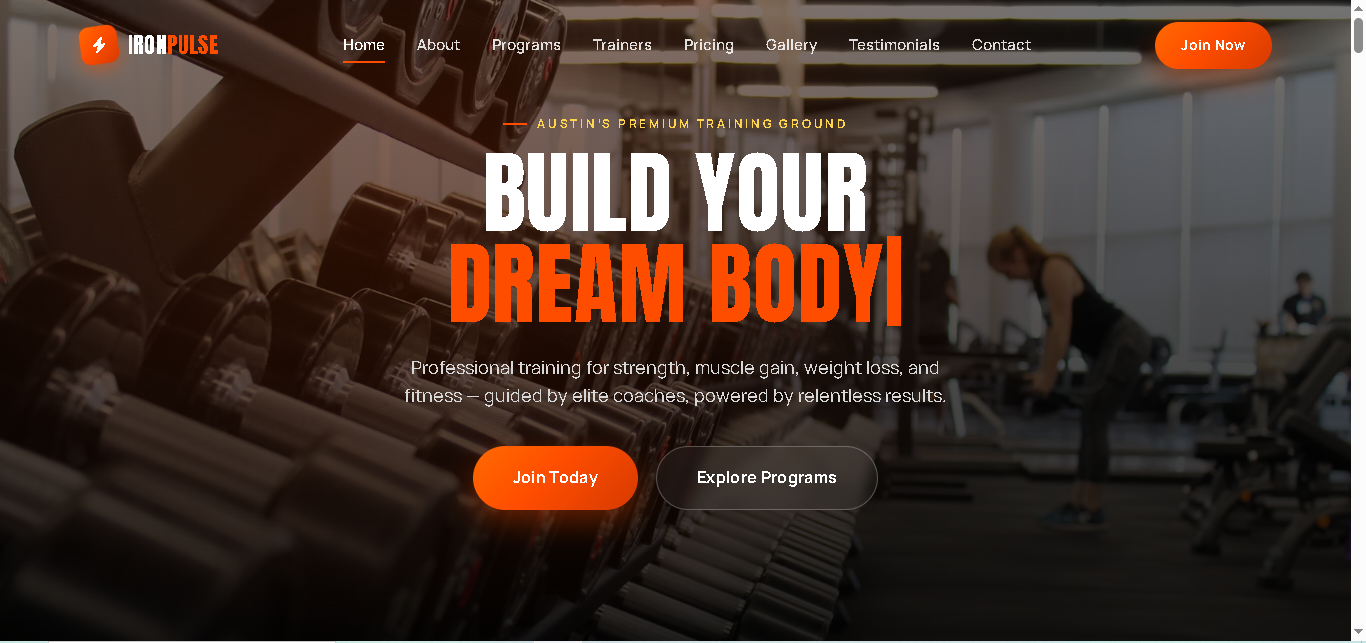 IRONPULSE
Home About Programs Trainers Pricing Gallery Testimonials Contact
Join Now
AUSTIN'S PREMIUM TRAINING GROUND
BUILD YOUR
DREAM BODY
Professional training for strength, muscle gain, weight loss, and
fitness — guided by elite coaches, powered by relentless results.
Join Today
Explore Programs